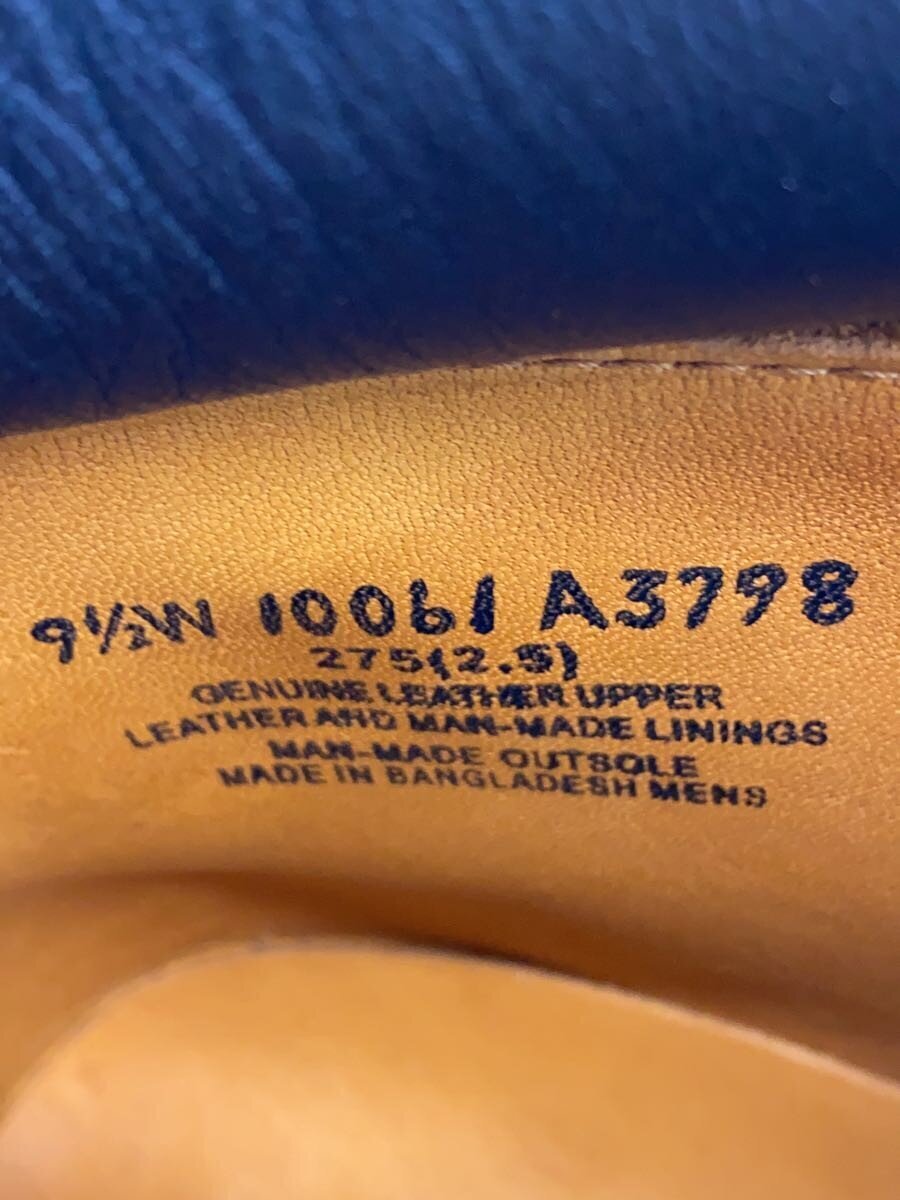 9½W 10061 A3798
275(2.5)
GENUINE LEATHER UPPER
LEATHER AND MAN-MADE LININGS
MAN-MADE OUTSOLE
MADE IN BANGLADESH MENS